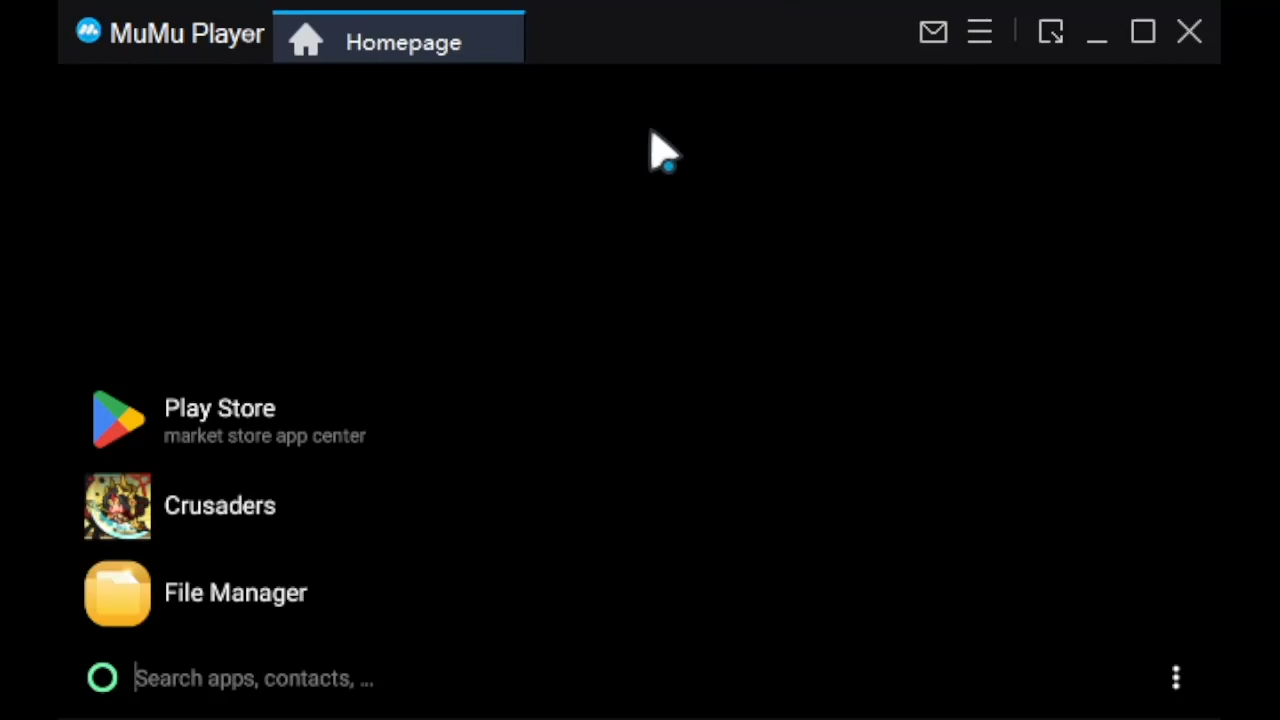 MuMu Player
Homepage
Play Store
market store app center
Crusaders
File Manager
Search apps, contacts, ...